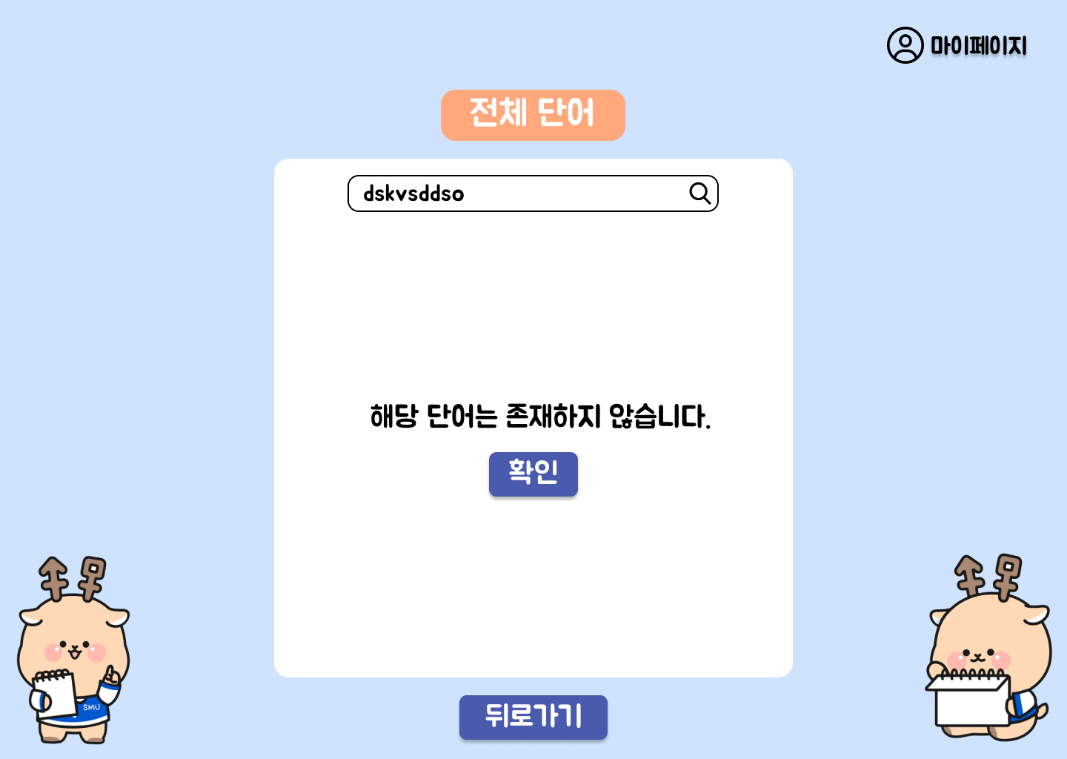 마이페이지
전체 단어
dskvsddso
해당 단어는 존재하지 않습니다.
확인
SMU
뒤로가기